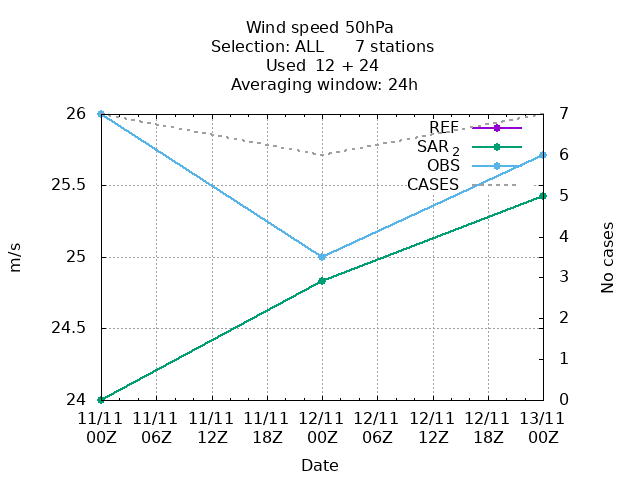 Wind speed 50hPa
Selection: ALL 7 stations
Used 12 + 24
Averaging window: 24h
26
25.5
25
24.5
24
m/s
7
6
5
4
3
2
1
0
No cases
REF
SAR 2
OBS
CASES
11/11 11/11 11/11 11/11 12/11 12/11 12/11 12/11 13/11
00Z 06Z 12Z 18Z 00Z 06Z 12Z 18Z 00Z
Date